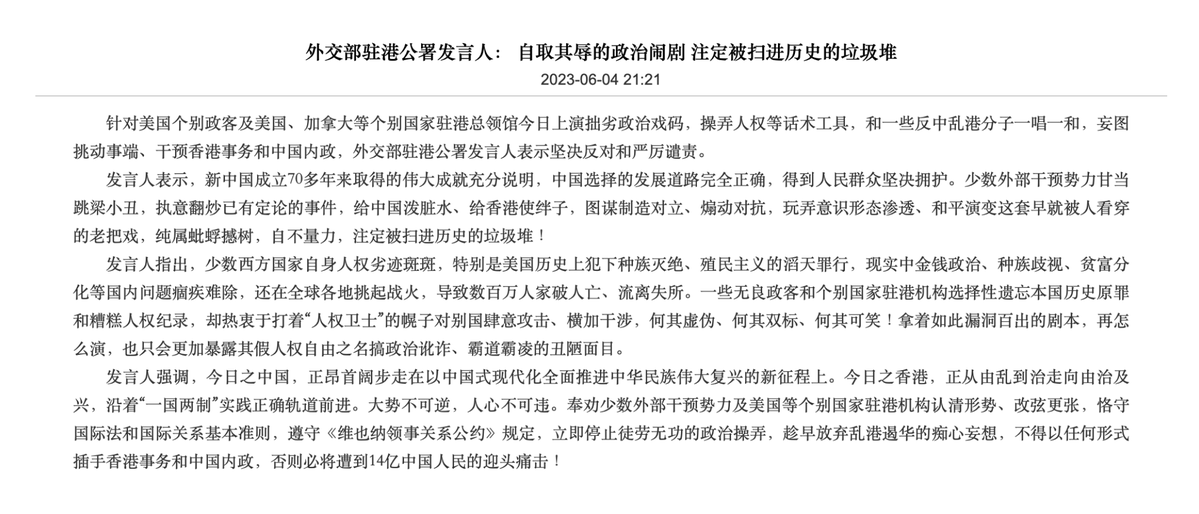 外交部驻港公署发言人： 自取其辱的政治闹剧 注定被扫进历史的垃圾堆
2023-06-04 21:21
针对美国个别政客及美国、加拿大等个别国家驻港总领馆今日上演拙劣政治戏码，操弄人权等话术工具，和一些反中乱港分子一唱一和，妄图
挑动事端、干预香港事务和中国内政，外交部驻港公署发言人表示坚决反对和严厉谴责。
发言人表示，新中国成立70多年来取得的伟大成就充分说明，中国选择的发展道路完全正确，得到人民群众坚决拥护。少数外部干预势力甘当
跳梁小丑，执意翻炒已有定论的事件，给中国泼脏水、给香港使绊子，图谋制造对立、煽动对抗，玩弄意识形态渗透、和平演变这套早就被人看穿
的老把戏，纯属蚍蜉撼树，自不量力，注定被扫进历史的垃圾堆！
发言人指出，少数西方国家自身人权劣迹斑斑，特别是美国历史上犯下种族灭绝、殖民主义的滔天罪行，现实中金钱政治、种族歧视、贫富分
化等国内问题痼疾难除，还在全球各地挑起战火，导致数百万人家破人亡、流离失所。一些无良政客和个别国家驻港机构选择性遗忘本国历史原罪
和糟糕人权纪录，却热衷于打着“人权卫士”的幌子对别国肆意攻击、横加干涉，何其虚伪、何其双标、何其可笑！拿着如此漏洞百出的剧本，再怎
么演，也只会更加暴露其假人权自由之名搞政治讹诈、霸道霸凌的丑陋面目。
发言人强调，今日之中国，正昂首阔步走在以中国式现代化全面推进中华民族伟大复兴的新征程上。今日之香港，正从由乱到治走向由治及
兴，沿着“一国两制”实践正确轨道前进。大势不可逆，人心不可违。奉劝少数外部干预势力及美国等个别国家驻港机构认清形势、改弦更张，恪守
国际法和国际关系基本准则，遵守《维也纳领事关系公约》规定，立即停止徒劳无功的政治操弄，趁早放弃乱港遏华的痴心妄想，不得以任何形式
插手香港事务和中国内政，否则必将遭到14亿中国人民的迎头痛击！